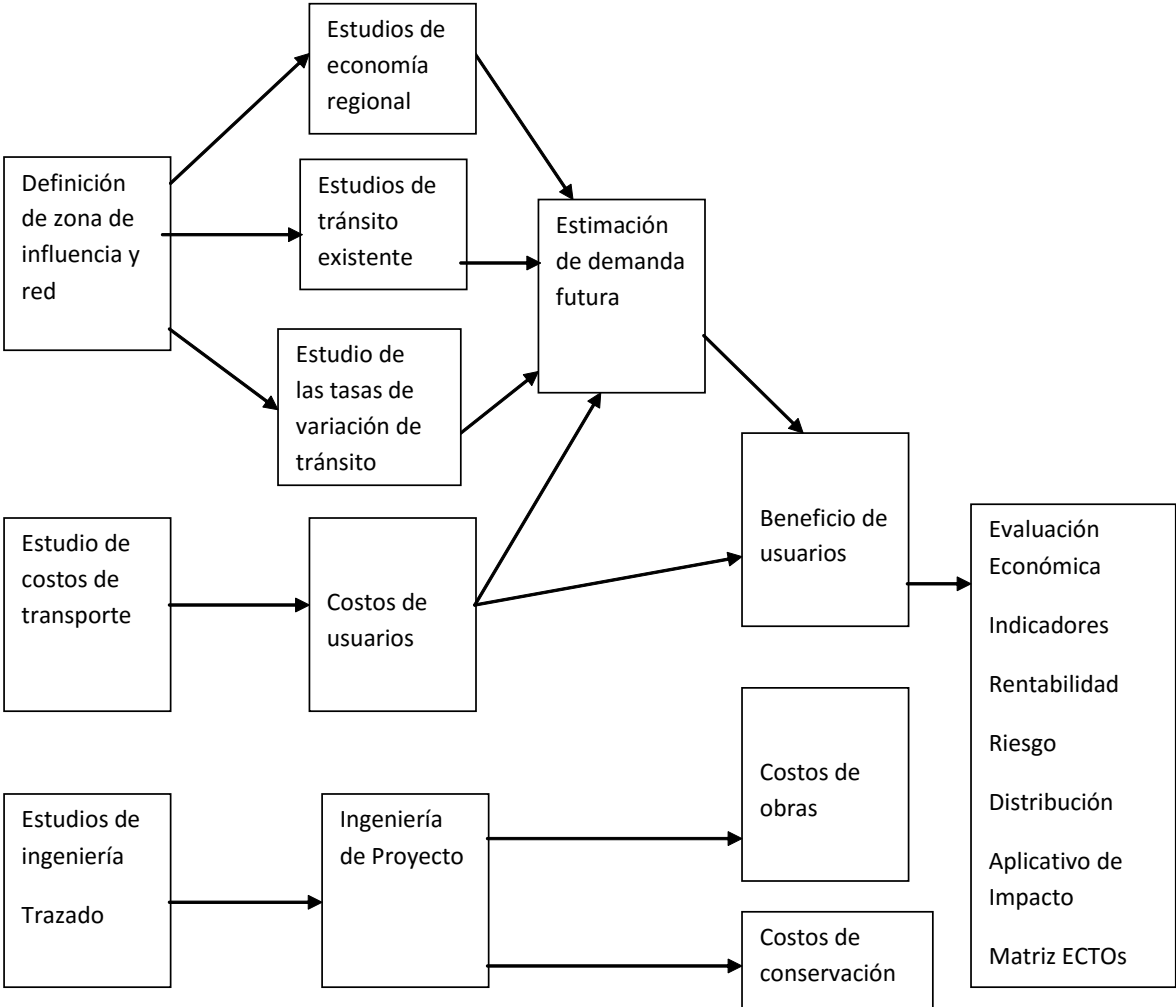 Estudios de
economía
regional
Definición
de zona de
influencia y
red
Estudios de
tránsito
existente
Estimación
de demanda
futura
Estudio de
las tasas de
variación de
tránsito
Estudio de
costos de
transporte
Costos de
usuarios
Beneficio de
usuarios
Evaluación
Económica
Indicadores
Rentabilidad
Riesgo
Distribución
Aplicativo de
Impacto
Matriz ECTOs
Costos de
obras
Estudios de
ingeniería
Trazado
Ingeniería
de Proyecto
Costos de
conservación